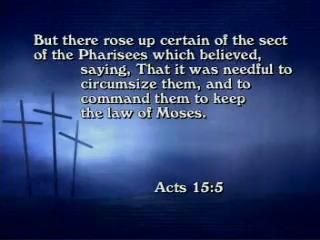 But there rose up certain of the sect
of the Pharisees which believed,
saying, That it was needful to
circumsize them, and to
command them to keep
the law of Moses.
Acts 15:5